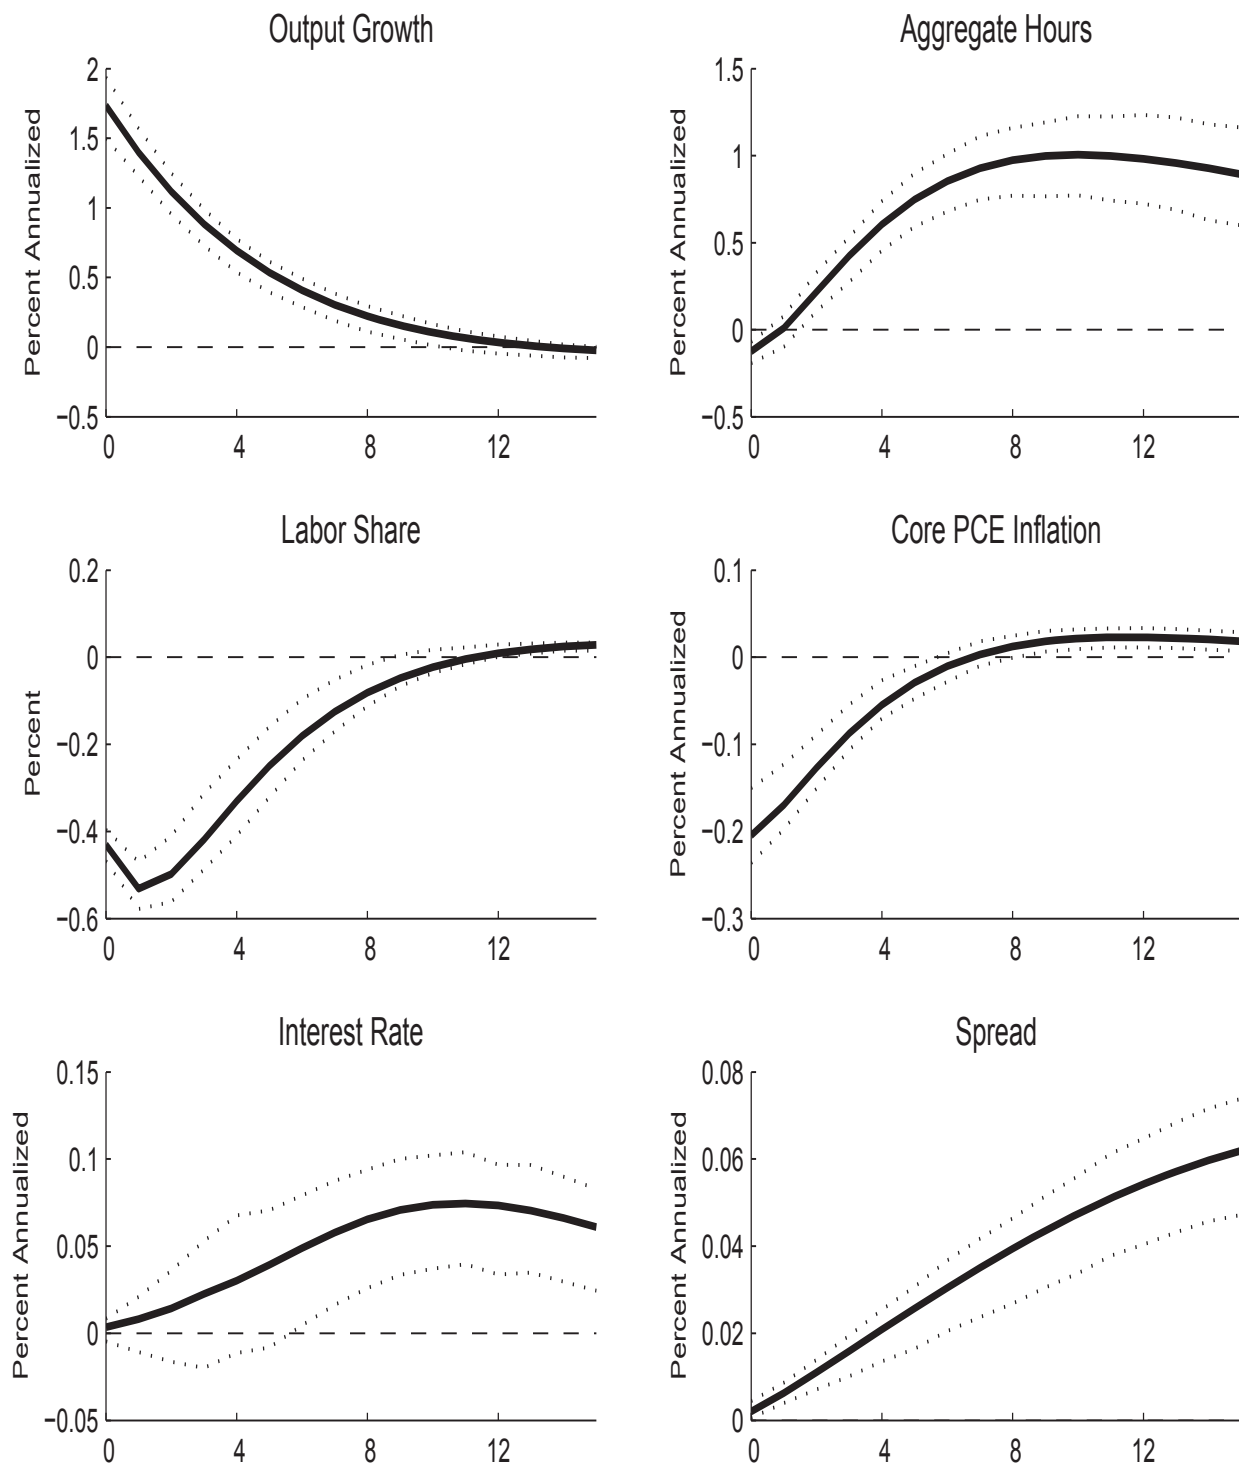 Output Growth
Percent Annualized
2
1.5
1
0.5
0
−0.5
0 4 8 12
Aggregate Hours
Percent Annualized
1.5
1
0.5
0
−0.5
0 4 8 12
Labor Share
Percent
0.2
0
−0.2
−0.4
−0.6
0 4 8 12
Core PCE Inflation
Percent Annualized
0.1
0
−0.1
−0.2
−0.3
0 4 8 12
Interest Rate
Percent Annualized
0.15
0.1
0.05
0
−0.05
0 4 8 12
Spread
Percent Annualized
0.08
0.06
0.04
0.02
0
0 4 8 12